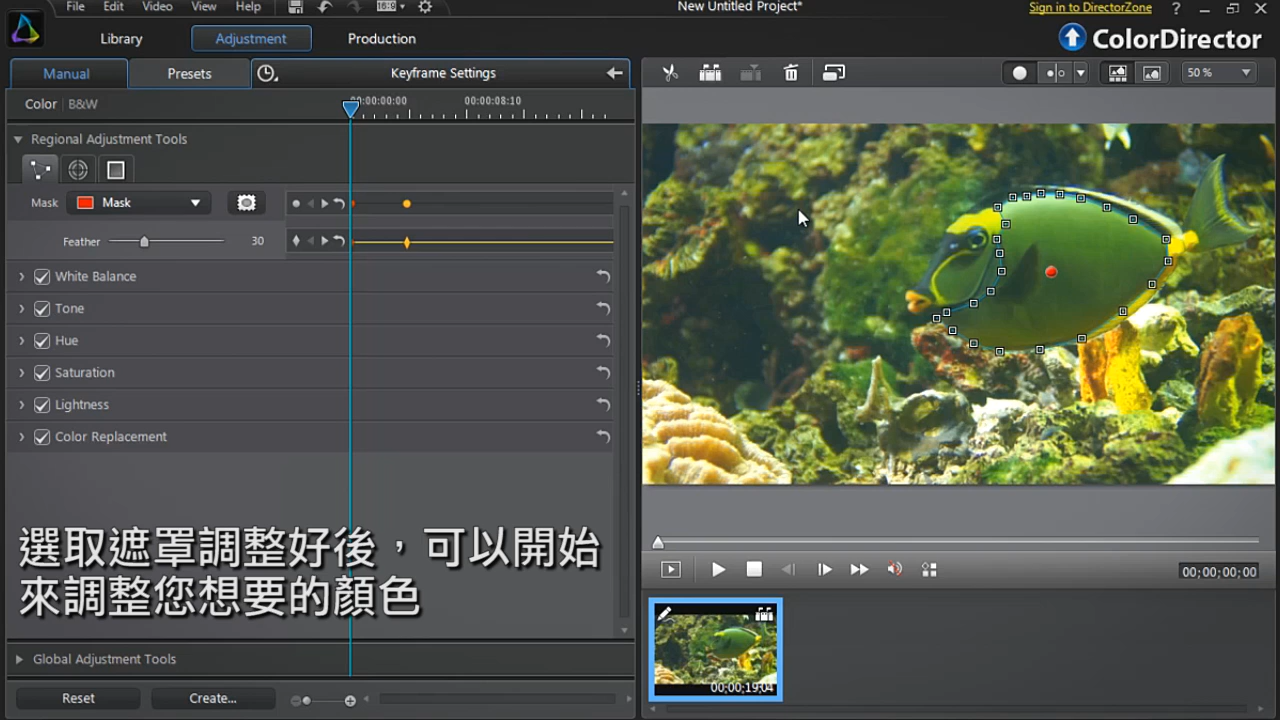 File Edit Video View Help
16:9
New Untitled Project*
Sign in to DirectorZone
?
Library
Adjustment
Production
ColorDirector
Manual
Presets
Keyframe Settings
50 %
Color B&W
00:00:00:00
00:00:08:10
Regional Adjustment Tools
Mask
Mask
Feather
30
White Balance
Tone
Hue
Saturation
Lightness
Color Replacement
選取遮罩調整好後，可以開始
來調整您想要的顏色
00;00;00;00
00;00;19;04
Global Adjustment Tools
Reset
Create...